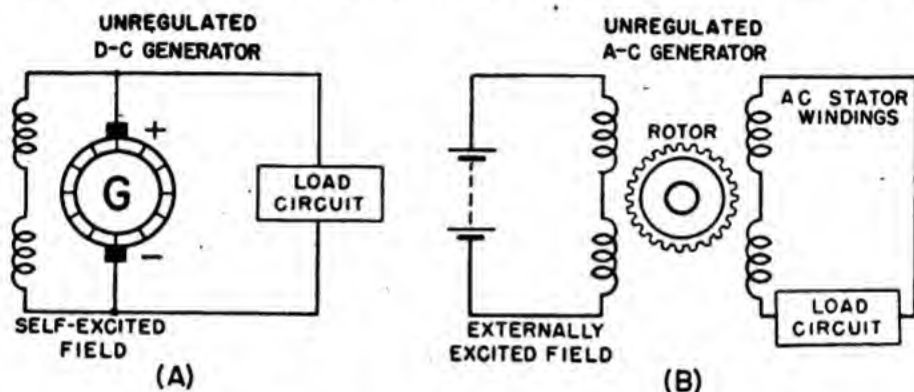 UNREGULATED
D-C GENERATOR
+
G
-
LOAD
CIRCUIT
SELF-EXCITED
FIELD
(A)
UNREGULATED
A-C GENERATOR
ROTOR
AC STATOR
WINDINGS
LOAD
CIRCUIT
EXTERNALLY
EXCITED FIELD
(B)